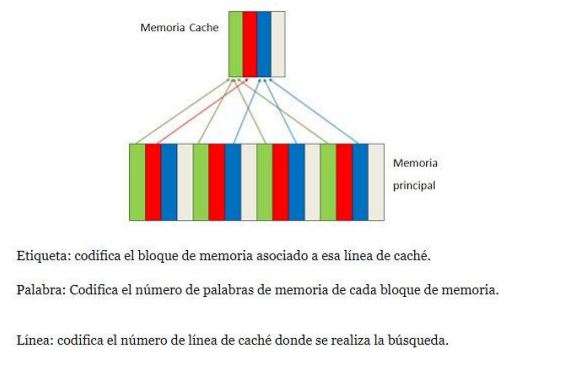 Memoria Cache
Memoria
principal
Etiqueta: codifica el bloque de memoria asociado a esa línea de caché.
Palabra: Codifica el número de palabras de memoria de cada bloque de memoria.
Línea: codifica el número de línea de caché donde se realiza la búsqueda.